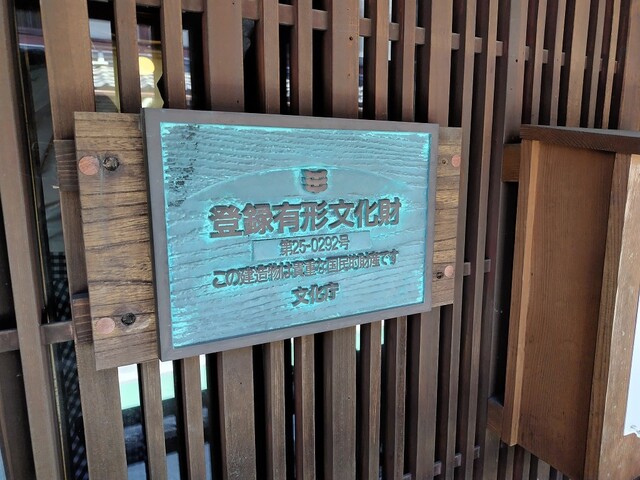 登録有形文化財
第25-0292号
この建造物は貴重な国民的財産です
文化庁